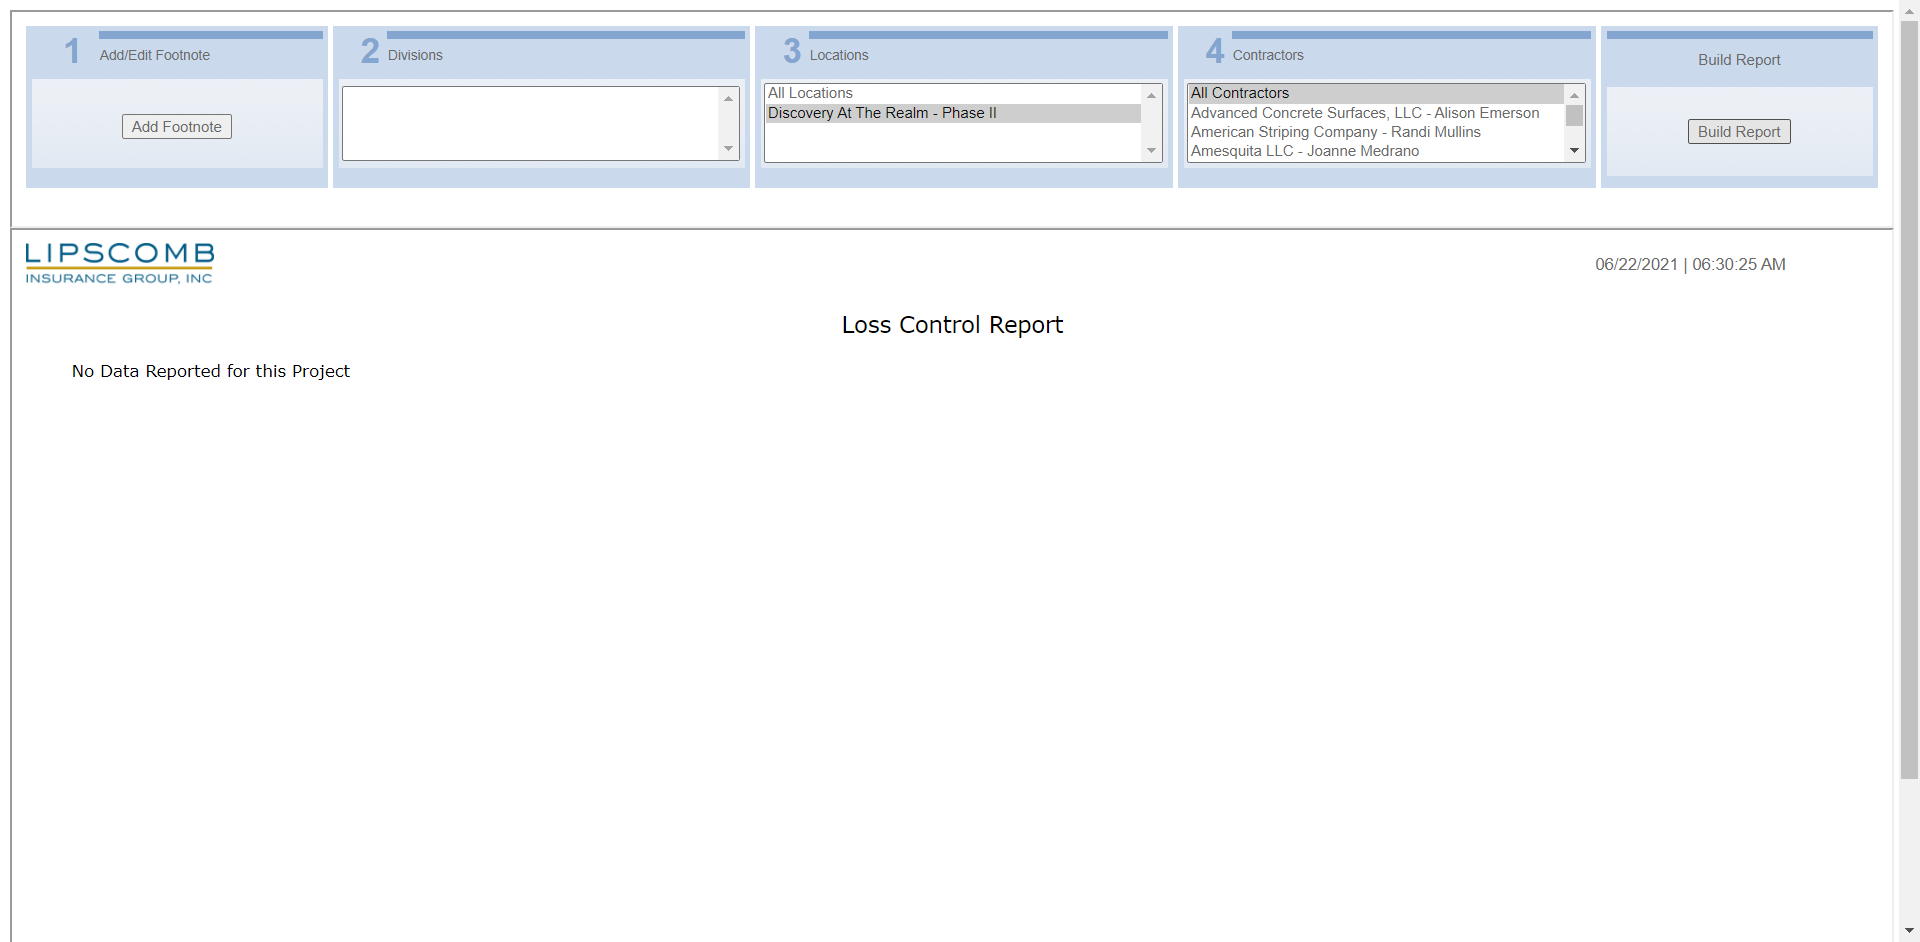 1 Add/Edit Footnote
Add Footnote
2 Divisions
3 Locations
All Locations
Discovery At The Realm - Phase II
4 Contractors
All Contractors
Advanced Concrete Surfaces, LLC - Alison Emerson
American Striping Company - Randi Mullins
Amesquita LLC - Joanne Medrano
Build Report
Build Report
LIPSCOMB
INSURANCE GROUP, INC
06/22/2021 | 06:30:25 AM
Loss Control Report
No Data Reported for this Project